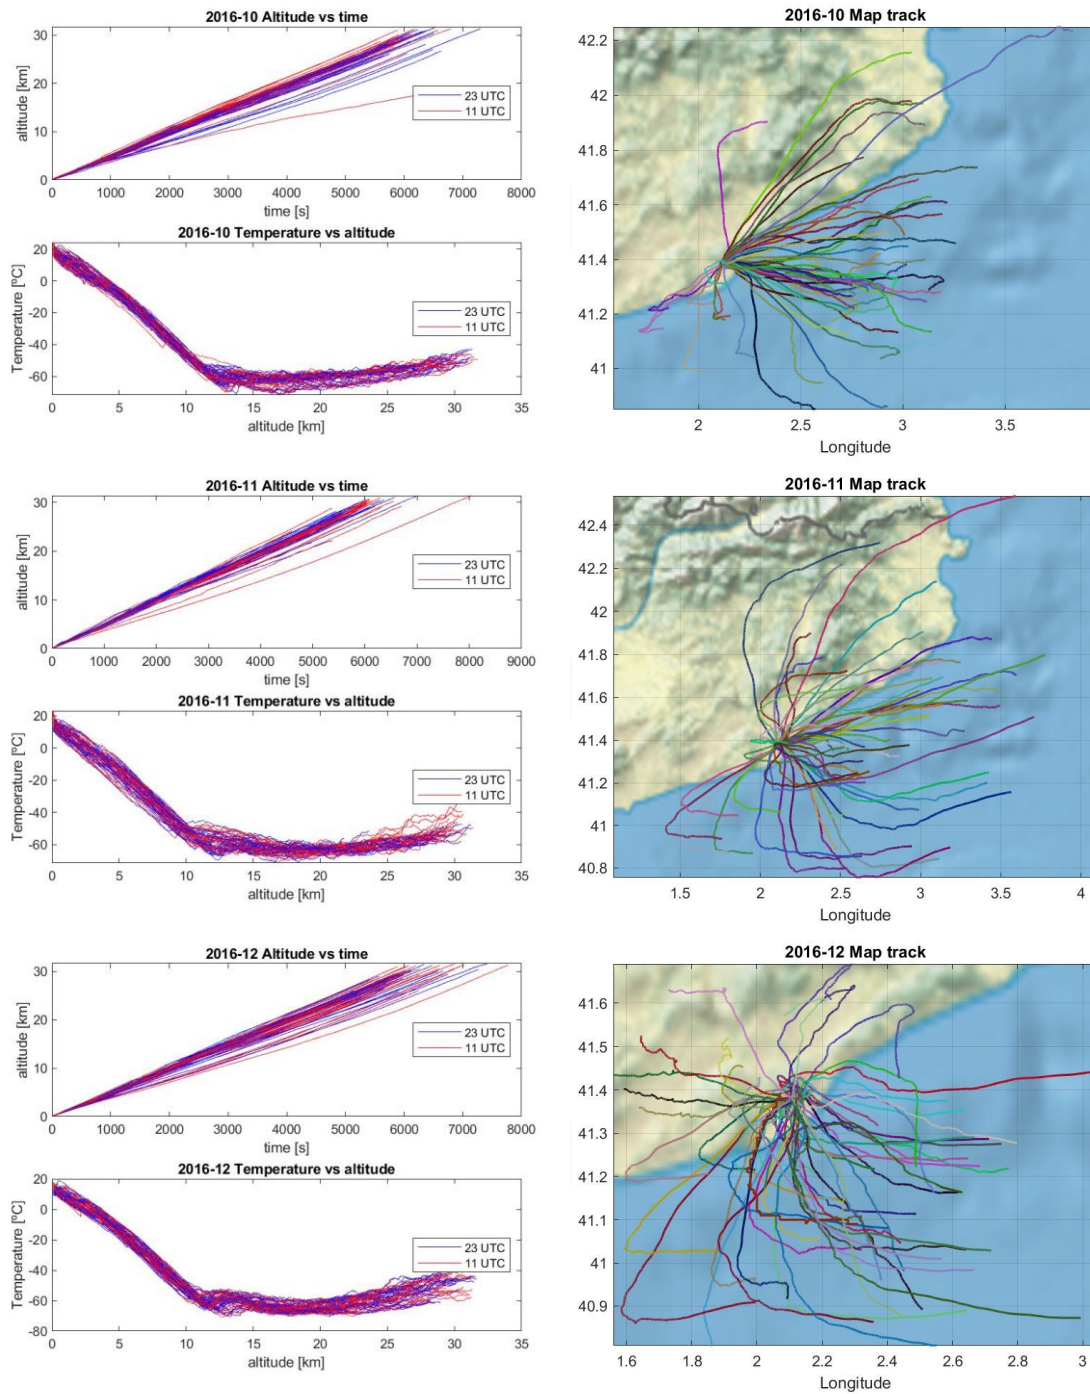 2016-10 Altitude vs time
altitude [km]
30
20
10
0
23 UTC
11 UTC
0 1000 2000 3000 4000 5000 6000 7000 8000
time [s]
2016-10 Temperature vs altitude
Temperature [ºC]
20
0
-20
-40
-60
23 UTC
11 UTC
0 5 10 15 20 25 30 35
altitude [km]
2016-10 Map track
42.2
42
41.8
41.6
41.4
41.2
41
2 2.5 3 3.5
Longitude
2016-11 Altitude vs time
altitude [km]
30
20
10
0
23 UTC
11 UTC
0 1000 2000 3000 4000 5000 6000 7000 8000 9000
time [s]
2016-11 Temperature vs altitude
Temperature [ºC]
20
0
-20
-40
-60
23 UTC
11 UTC
0 5 10 15 20 25 30 35
altitude [km]
2016-11 Map track
42.4
42.2
42
41.8
41.6
41.4
41.2
41
40.8
1.5 2 2.5 3 3.5 4
Longitude
2016-12 Altitude vs time
altitude [km]
30
20
10
0
23 UTC
11 UTC
0 1000 2000 3000 4000 5000 6000 7000 8000
time [s]
2016-12 Temperature vs altitude
Temperature [ºC]
20
0
-20
-40
-60
-80
23 UTC
11 UTC
0 5 10 15 20 25 30 35
altitude [km]
2016-12 Map track
41.6
41.5
41.4
41.3
41.2
41.1
41
40.9
1.6 1.8 2 2.2 2.4 2.6 2.8 3
Longitude